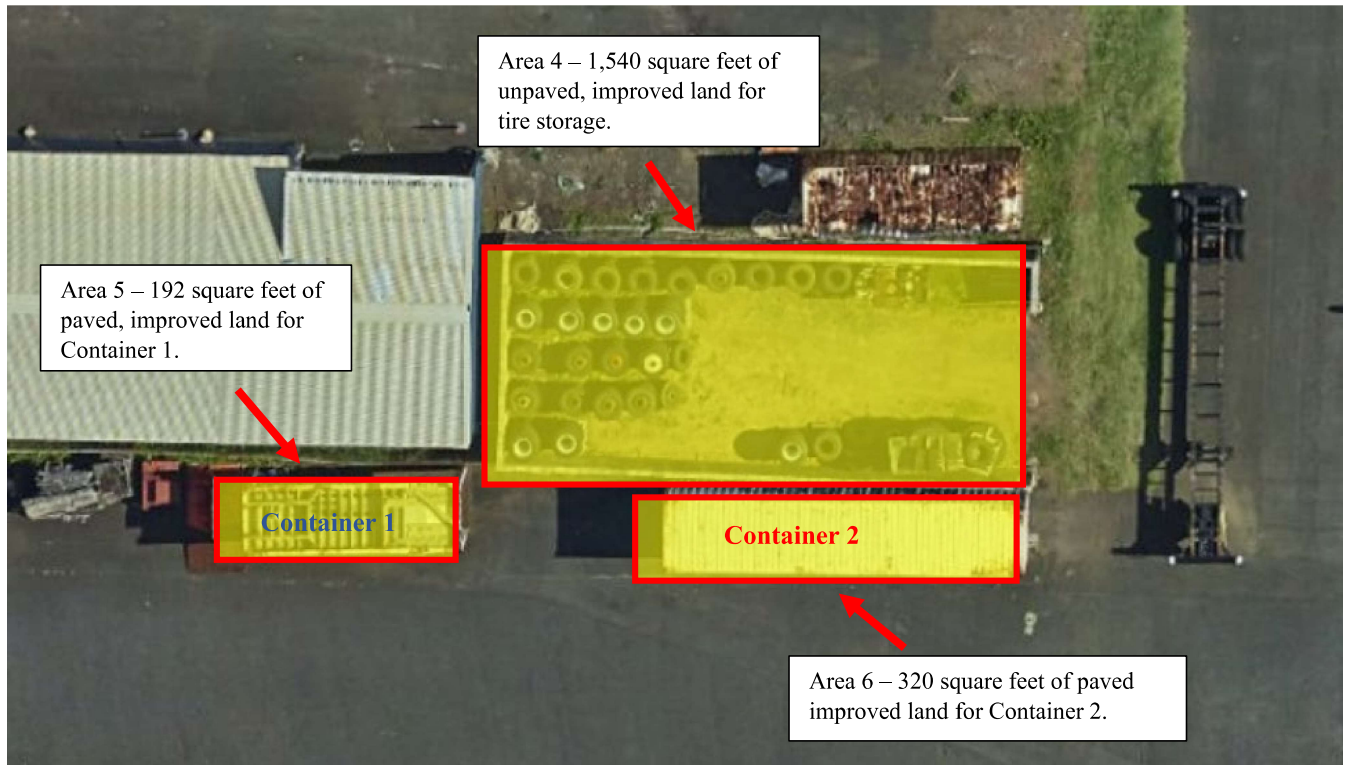 Area 4 – 1,540 square feet of
unpaved, improved land for
tire storage.
Area 5 – 192 square feet of
paved, improved land for
Container 1.
Container 1
Container 2
Area 6 – 320 square feet of paved
improved land for Container 2.